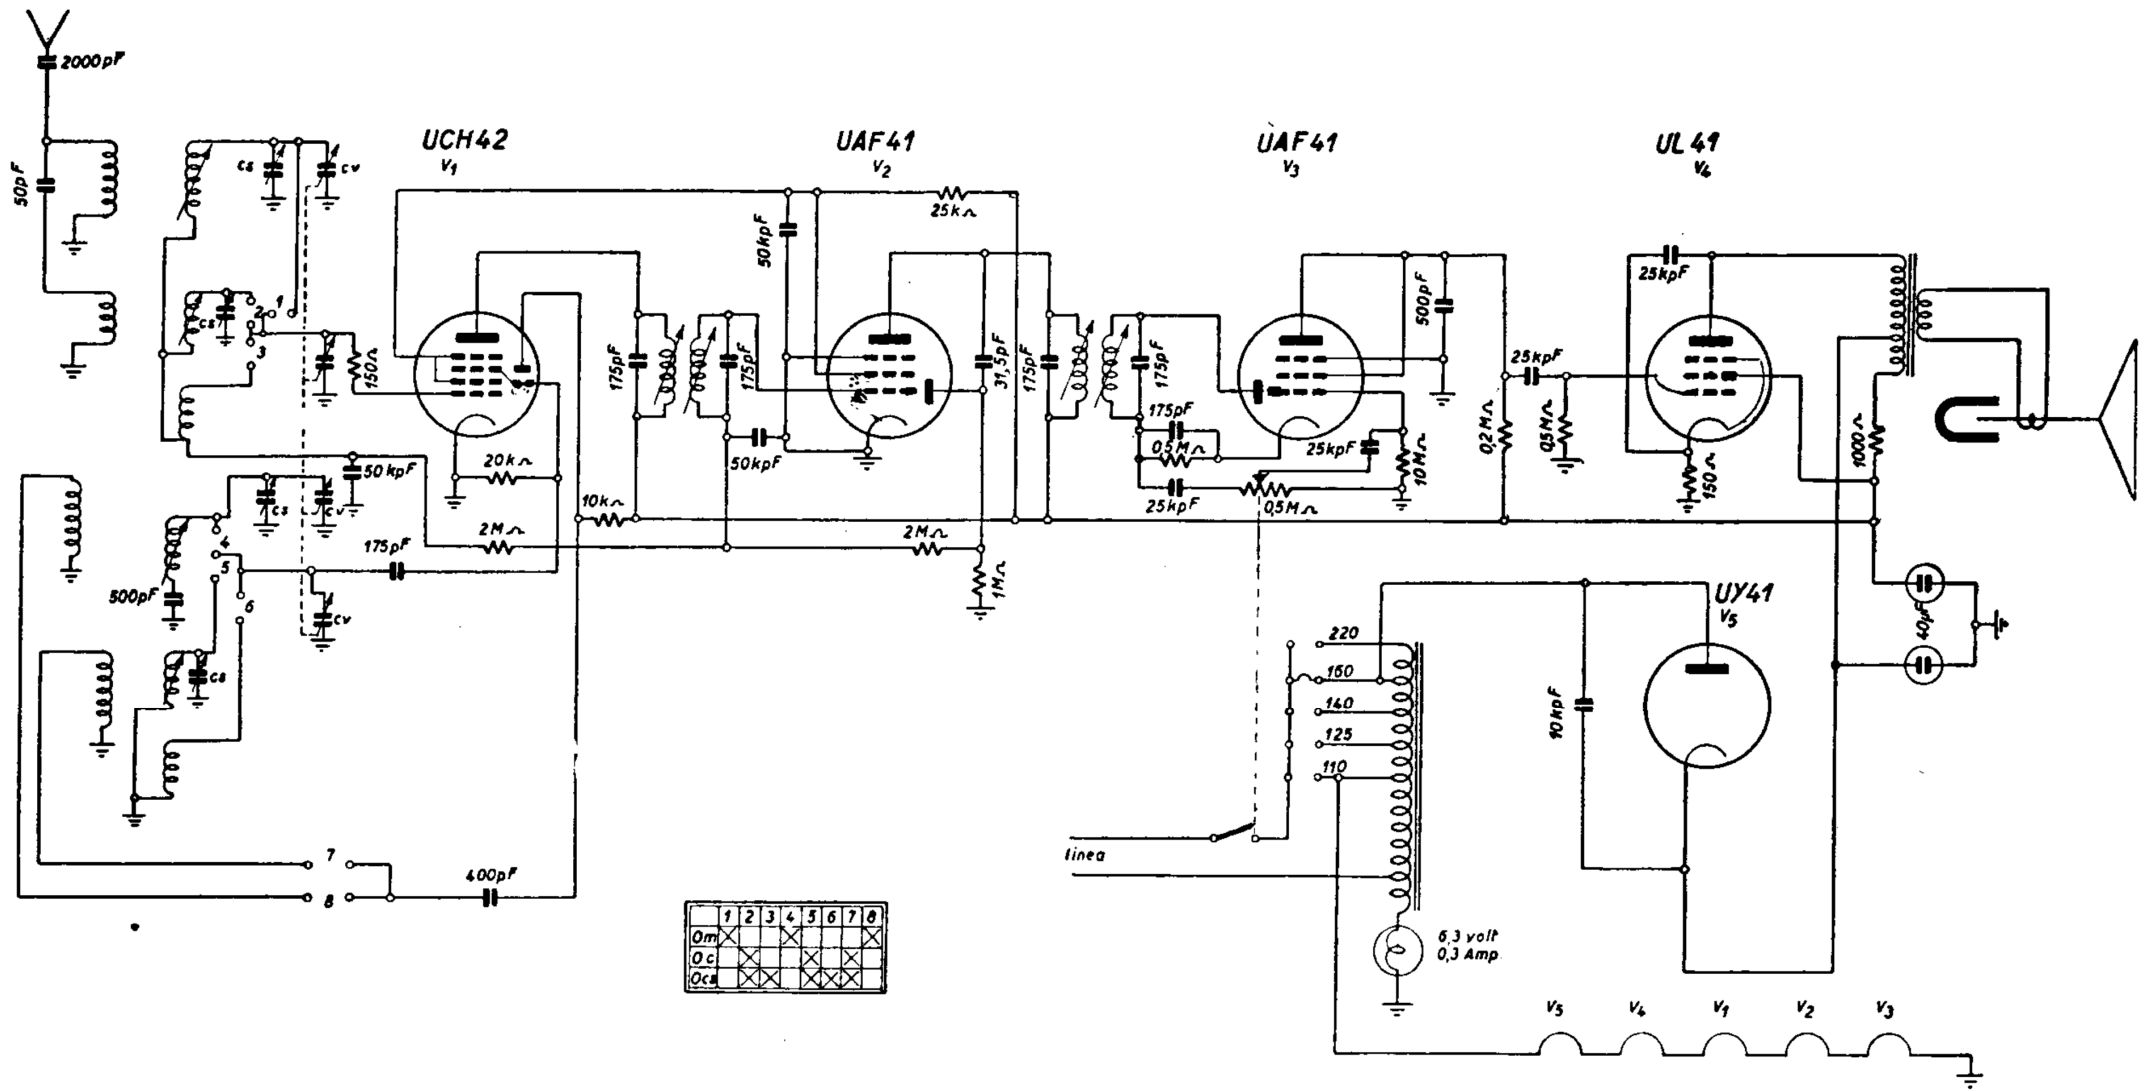 2000pF
50pF
cs
cv
UCH42
V1
UAF41
V2
UAF41
V3
UL41
V4
25kΩ
50kpF
cs
1
2
3
150Ω
175pF
175pF
31,5pF
175pF
175pF
500pF
25kpF
25kpF
175pF
0,5MΩ
25kpF
10MΩ
25kpF
0,5MΩ
0,2MΩ
0,5MΩ
150Ω
1000Ω
50kpF
50kpF
20kΩ
10kΩ
2MΩ
2MΩ
1MΩ
cs
cv
4
5
6
175pF
500pF
cv
cs
7
8
400pF
220
160
140
125
110
linea
6,3 volt
0,3 Amp.
UY41
V5
10kpF
40µF
1 2 3 4 5 6 7 8
Om
Oc
Ocs
V5 V4 V1 V2 V3